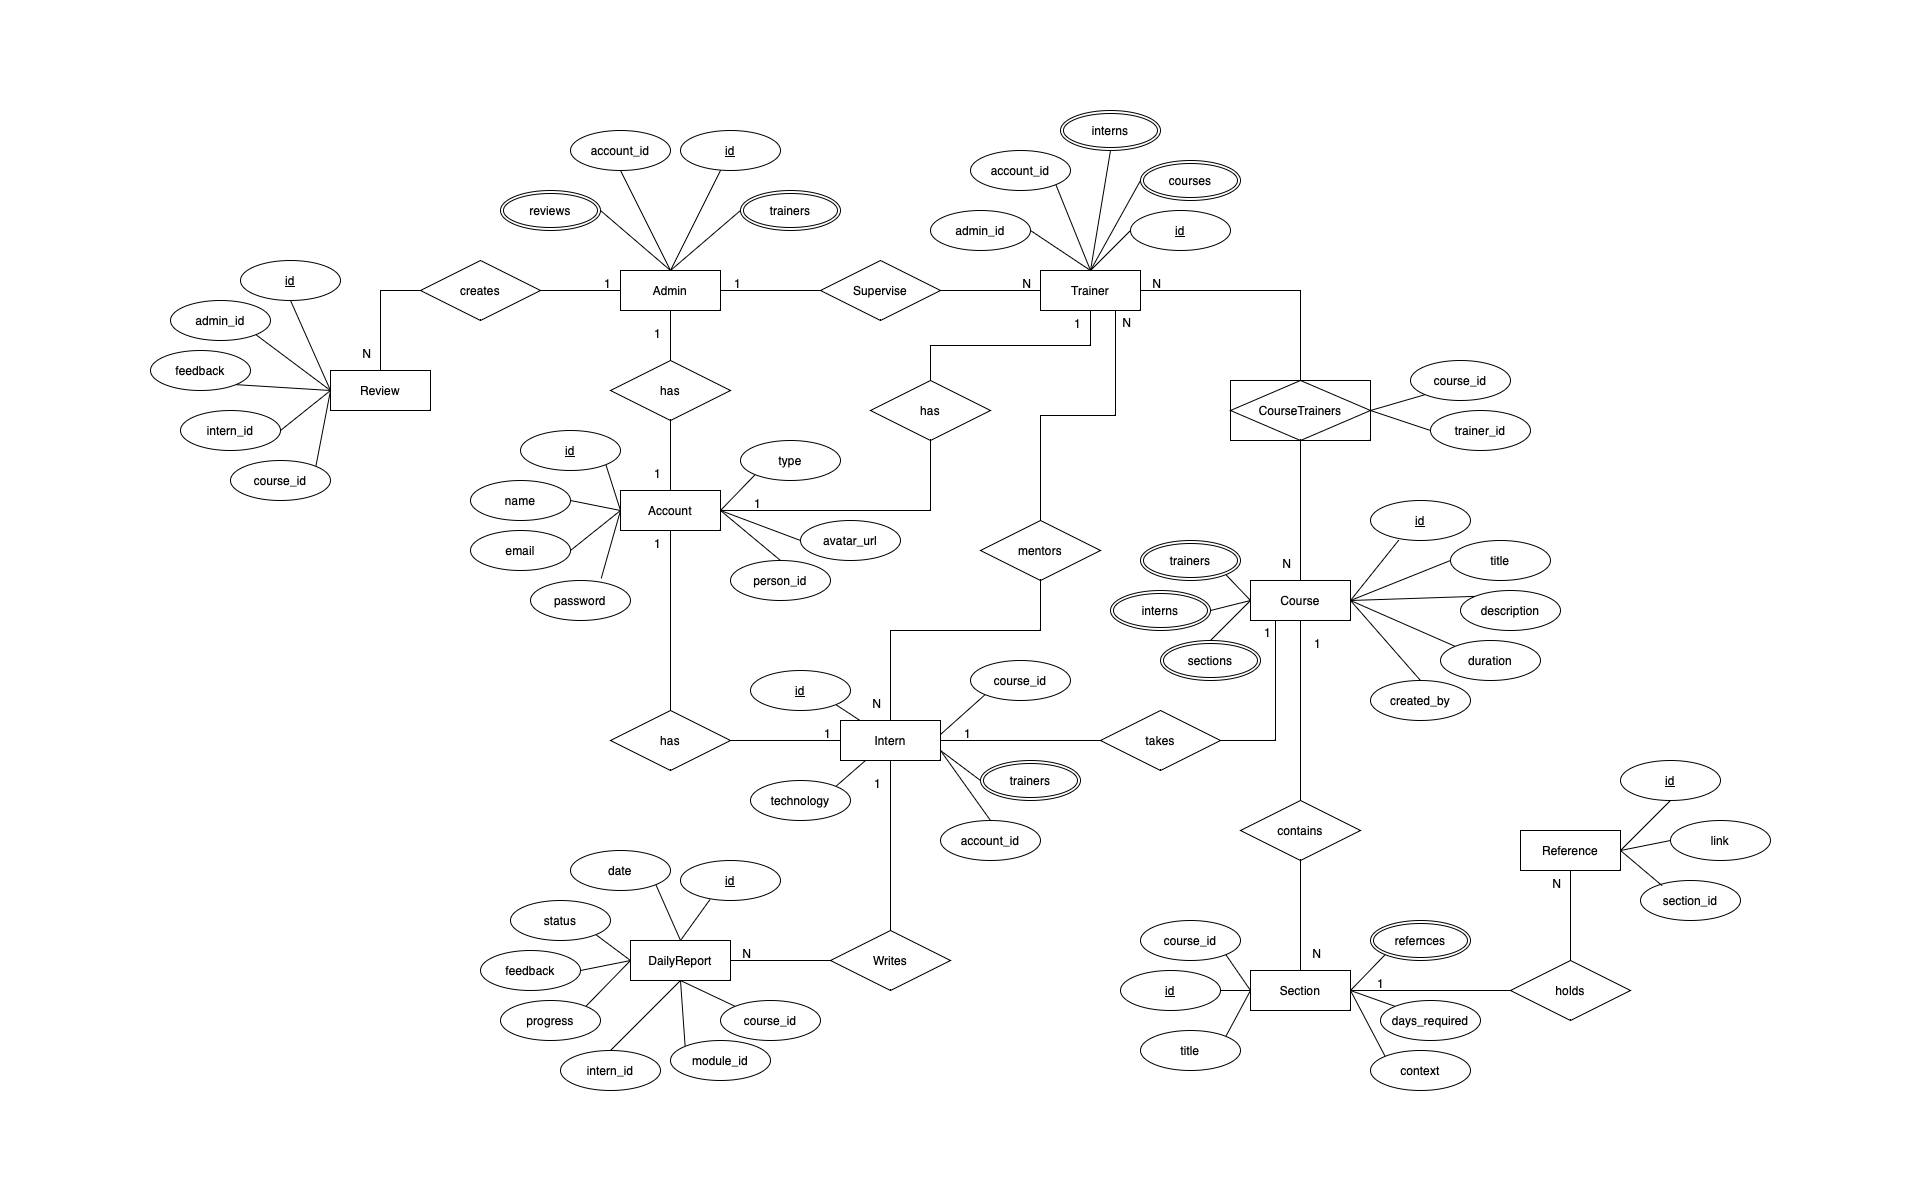 interns
account_id
id
account_id
courses
reviews
trainers
admin_id
id
id
creates
1
Admin
1
Supervise
N
Trainer
N
admin_id
1
N
1
N
feedback
Review
has
has
CourseTrainers
course_id
intern_id
trainer_id
id
type
course_id
1
name
Account
1
id
email
1
avatar_url
mentors
trainers
N
title
person_id
password
interns
Course
description
1
1
sections
duration
id
course_id
N
created_by
has
1
Intern
1
takes
technology
1
trainers
id
account_id
contains
Reference
link
date
id
N
section_id
status
course_id
refernces
N
N
DailyReport
Writes
feedback
id
Section
1
holds
progress
course_id
days_required
title
intern_id
module_id
context